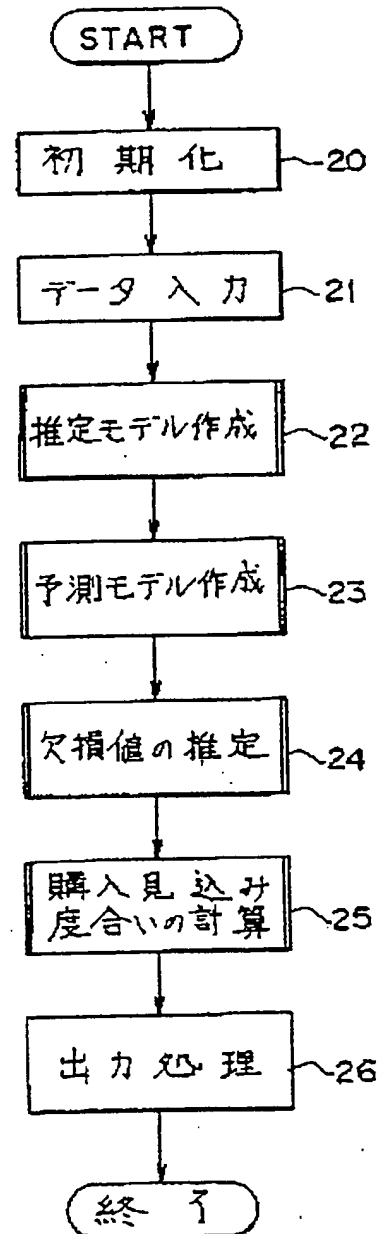 START
初期化
20
データ入力
21
推定モデル作成
22
予測モデル作成
23
欠損値の推定
24
購入見込み
度合いの計算
25
出力処理
26
終了